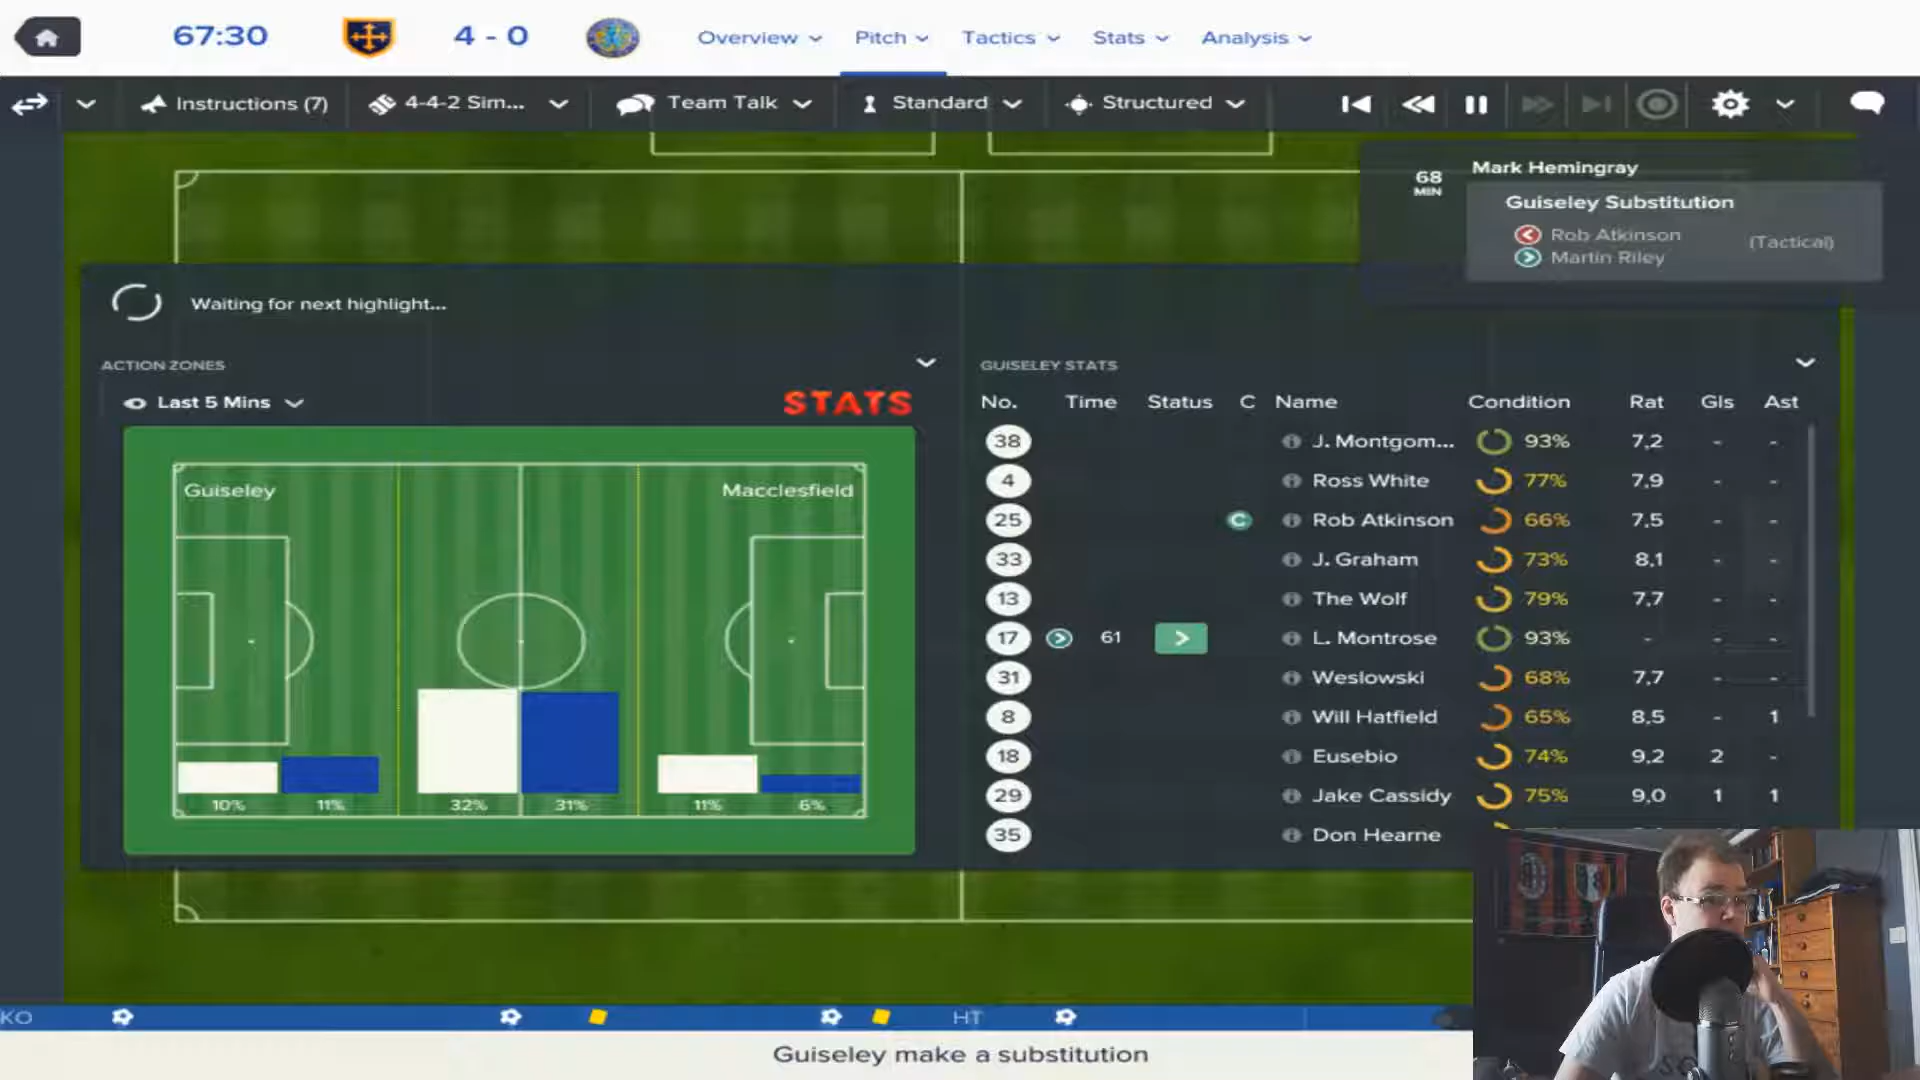 67:30 4 - 0 Overview Pitch Tactics Stats Analysis
Instructions (7) 4-4-2 Sim... Team Talk Standard Structured
68 MIN
Mark Hemingray
Guiseley Substitution
Rob Atkinson (Tactical)
Martin Riley
Waiting for next highlight...
ACTION ZONES
Last 5 Mins
STATS
Guiseley Macclesfield
10% 11% 32% 31% 11% 6%
GUISELEY STATS
No. Time Status C Name Condition Rat Gls Ast
38 J. Montgom... 93% 7,2 - -
4 Ross White 77% 7,9 - -
25 C Rob Atkinson 66% 7,5 - -
33 J. Graham 73% 8,1 - -
13 The Wolf 79% 7,7 - -
17 61 L. Montrose 93% - - -
31 Weslowski 68% 7,7 - -
8 Will Hatfield 65% 8,5 - 1
18 Eusebio 74% 9,2 2 -
29 Jake Cassidy 75% 9,0 1 1
35 Don Hearne
KO HT
Guiseley make a substitution